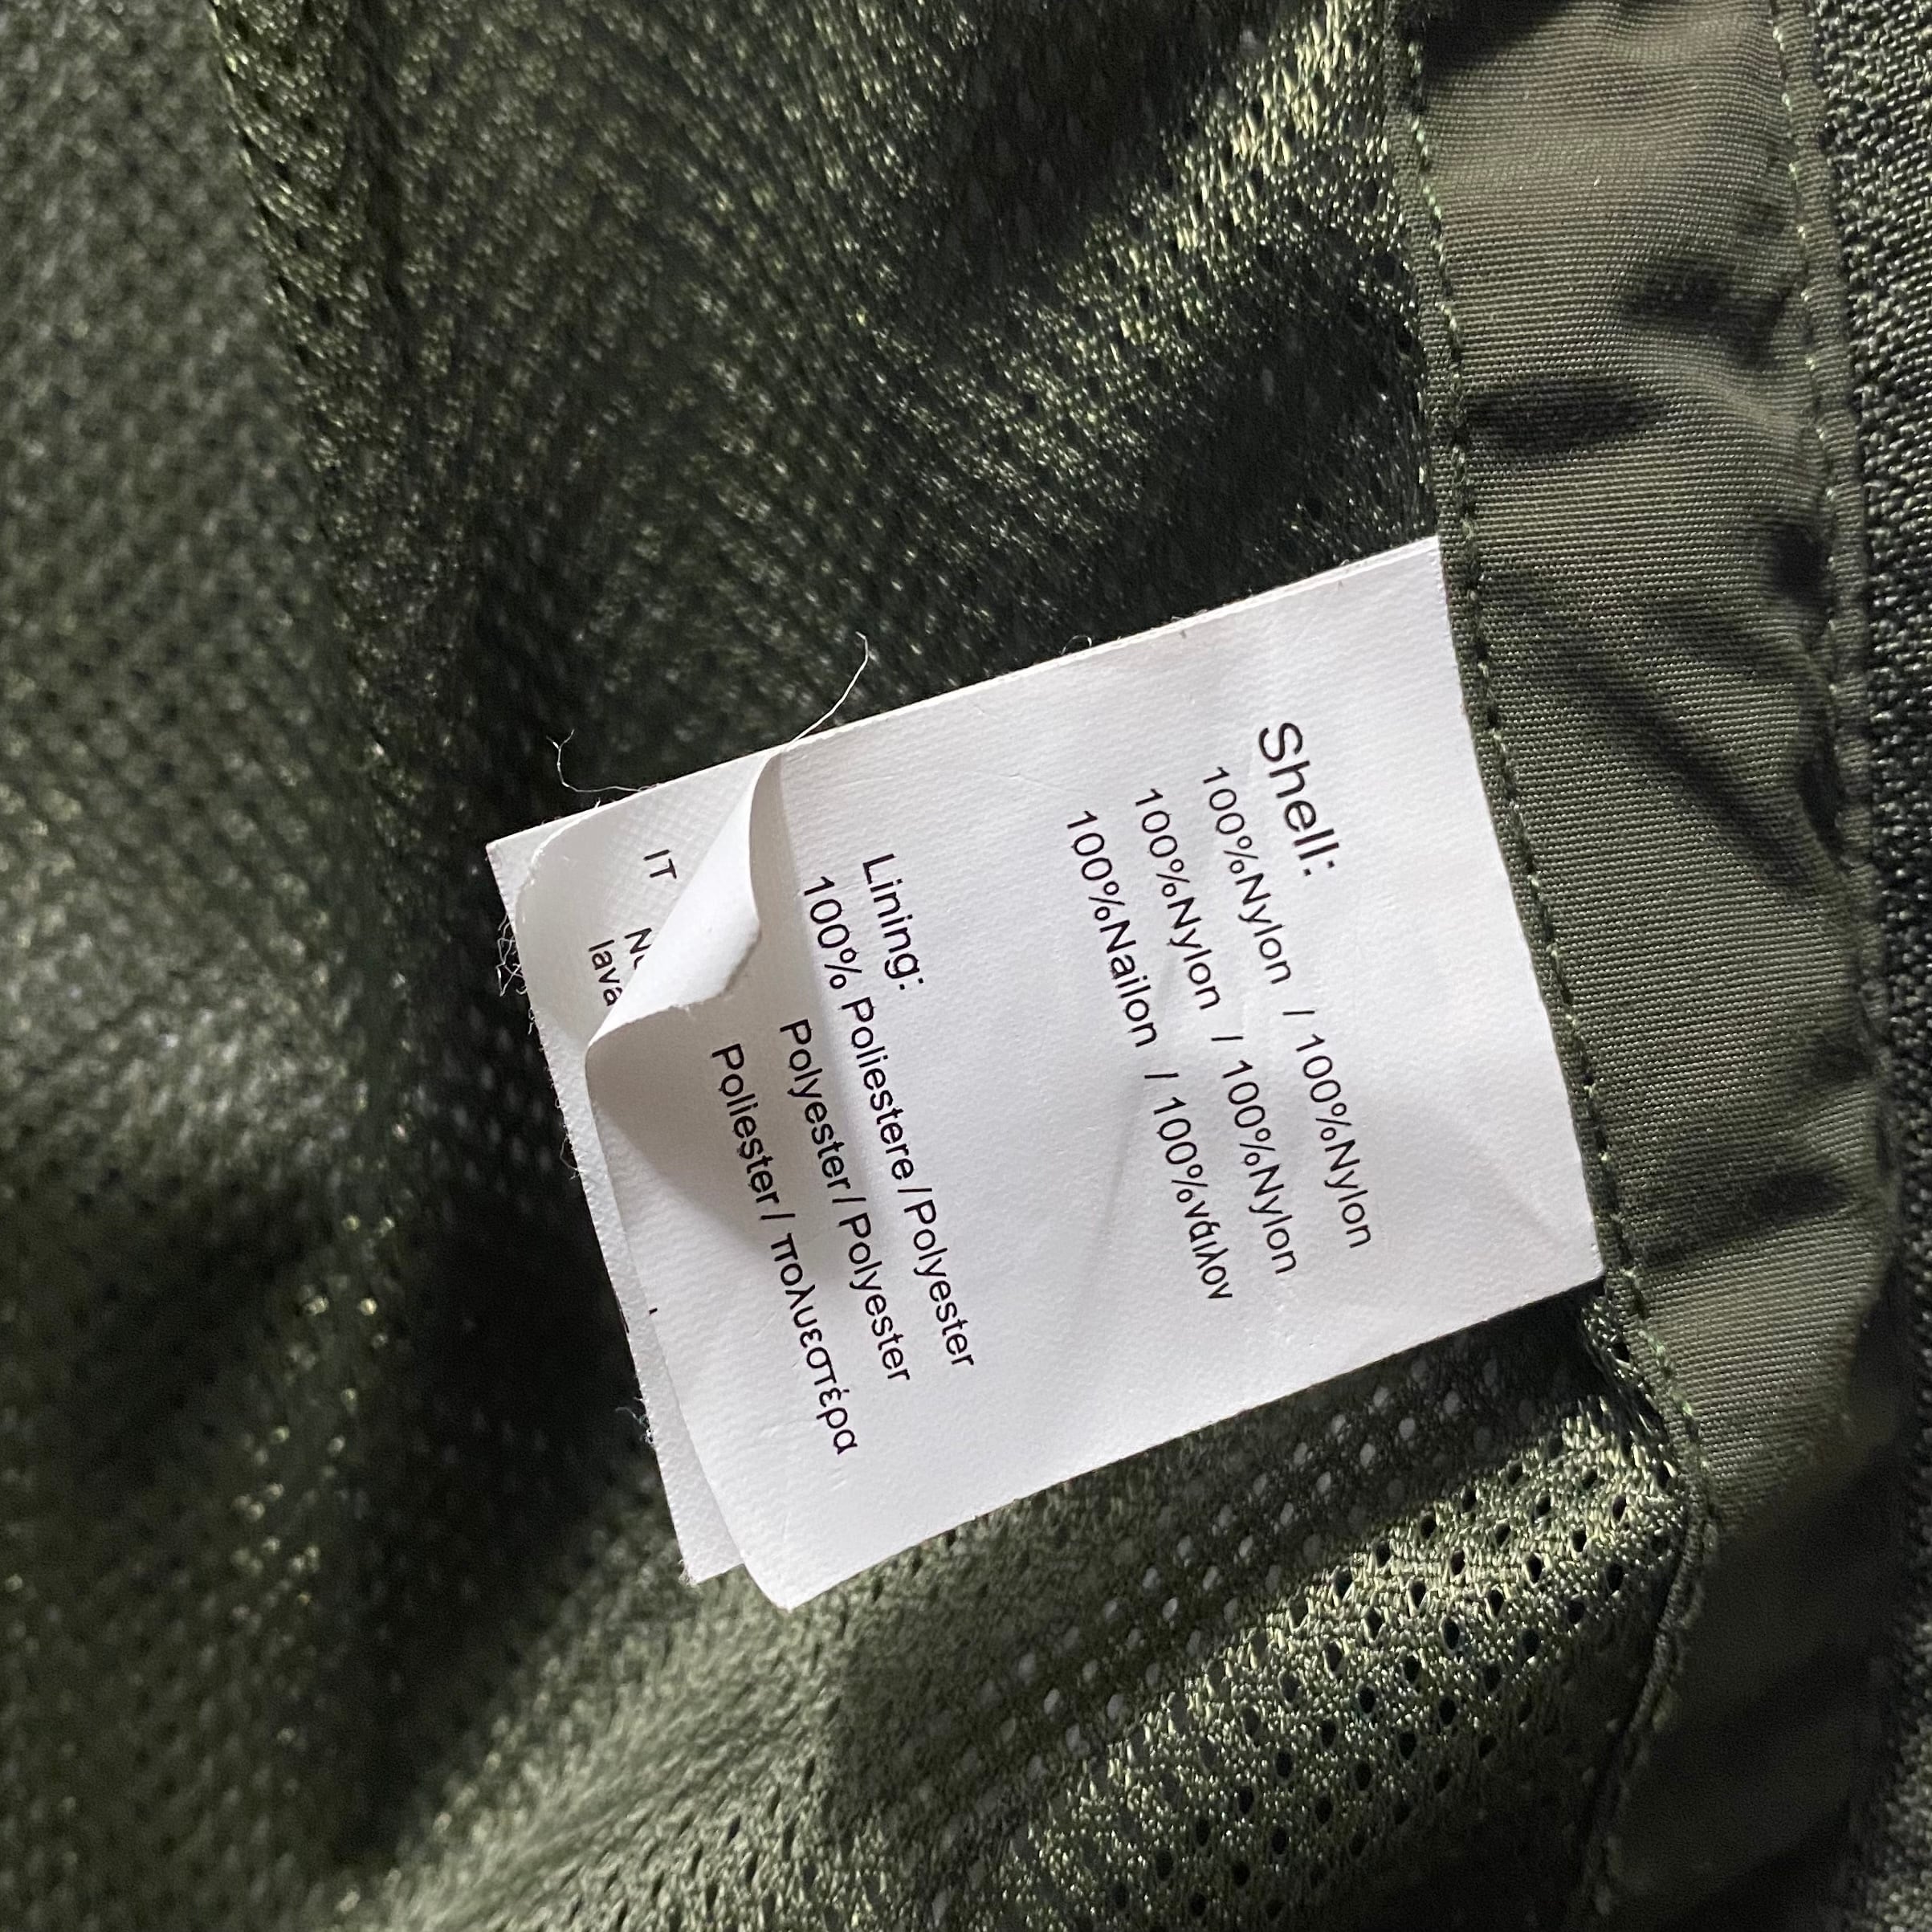 Shell:
100%Nylon / 100%Nylon
100%Nylon / 100%Nylon
100%Nailon / 100%νάιλον
Lining:
100% Poliestere/Polyester
Polyester/Polyester
Poliester/πολυεστέρα
IT